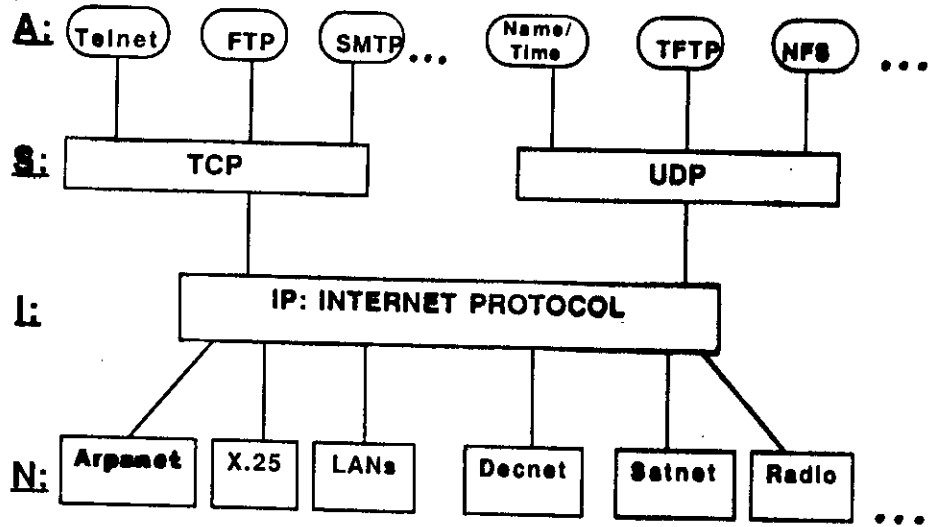 A: Telnet FTP SMTP ... Name/
Time TFTP NFS ...
S: TCP UDP
I: IP: INTERNET PROTOCOL
N: Arpanet X.25 LANs Decnet Satnet Radio ...